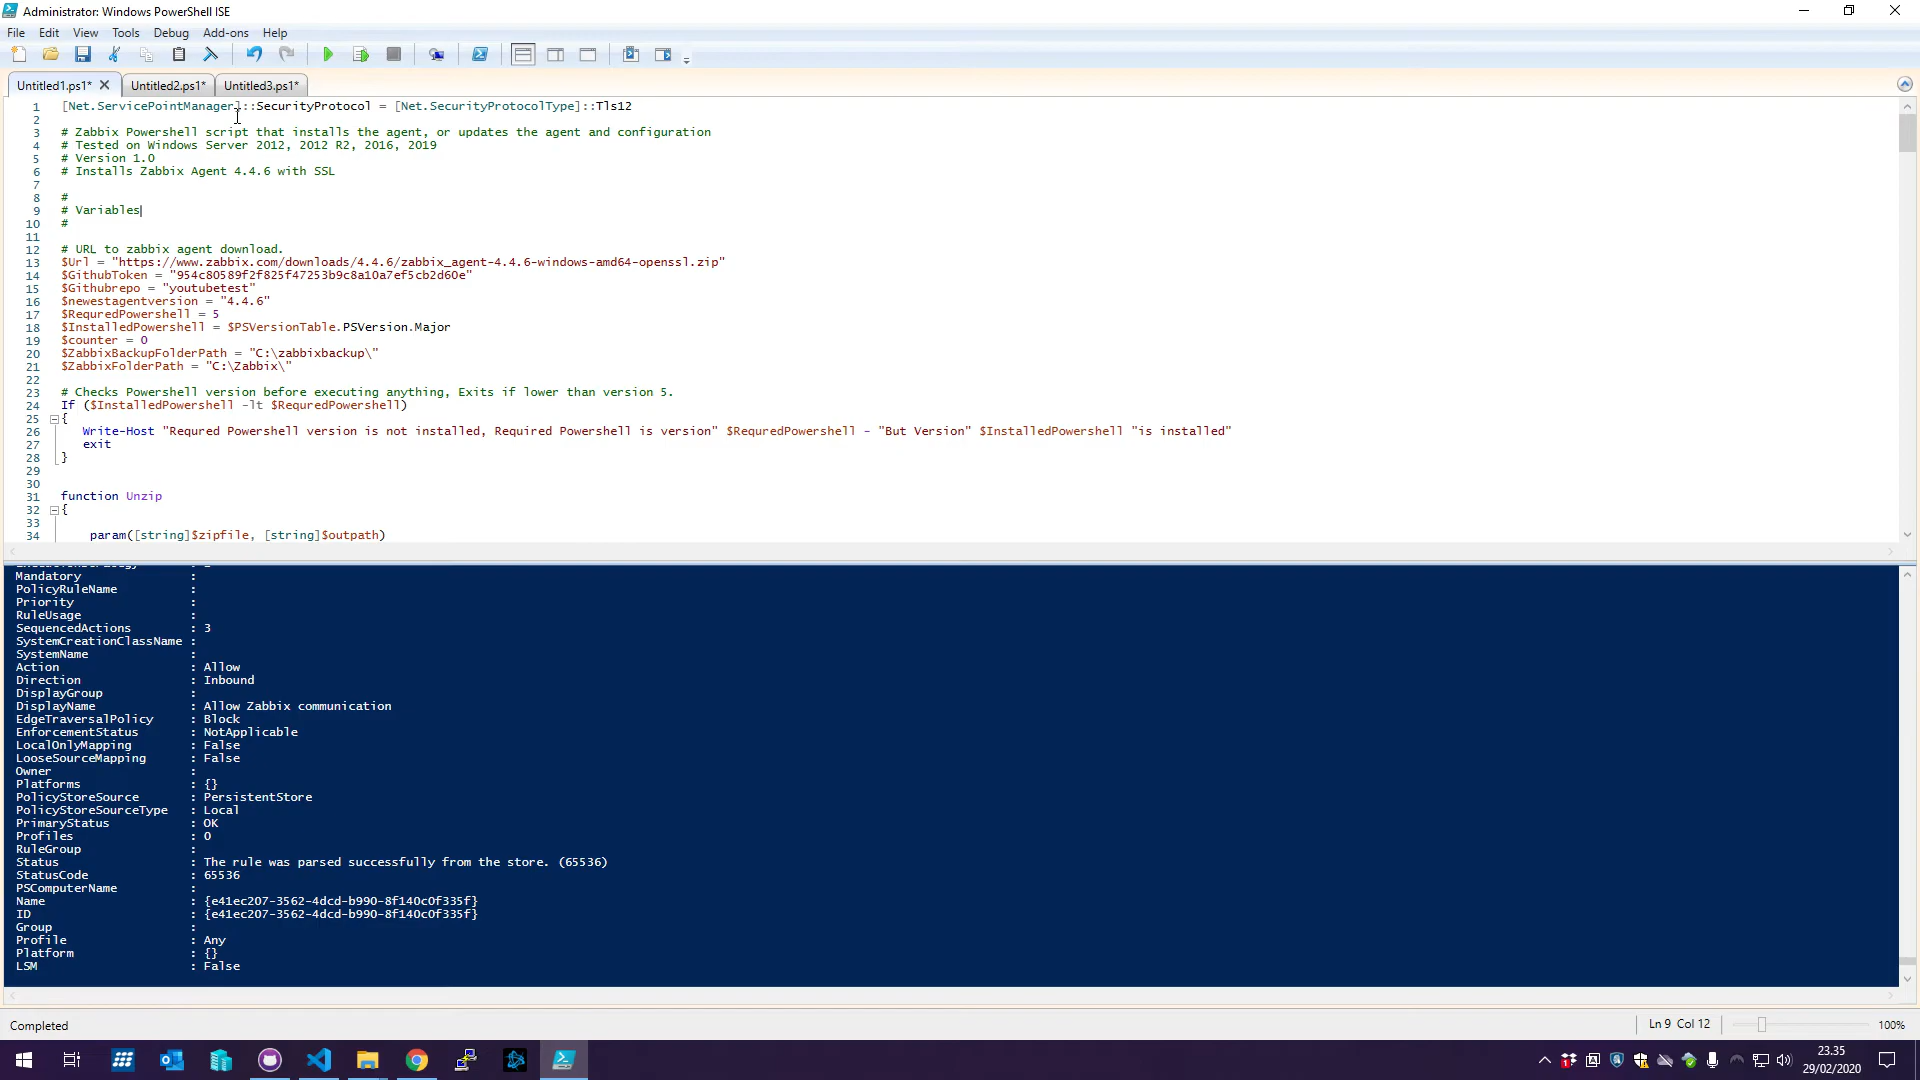 Administrator: Windows PowerShell ISE
File Edit View Tools Debug Add-ons Help
Untitled1.ps1* Untitled2.ps1* Untitled3.ps1*
1 [Net.ServicePointManager]::SecurityProtocol = [Net.SecurityProtocolType]::Tls12
2
3 # Zabbix Powershell script that installs the agent, or updates the agent and configuration
4 # Tested on Windows Server 2012, 2012 R2, 2016, 2019
5 # Version 1.0
6 # Installs Zabbix Agent 4.4.6 with SSL
7
8 #
9 # Variables
10 #
11
12 # URL to zabbix agent download.
13 $Url = "https://www.zabbix.com/downloads/4.4.6/zabbix_agent-4.4.6-windows-amd64-openssl.zip"
14 $GithubToken = "954c80589f2f825f47253b9c8a10a7ef5cb2d60e"
15 $Githubrepo = "youtubetest"
16 $newestagentversion = "4.4.6"
17 $RequredPowershell = 5
18 $InstalledPowershell = $PSVersionTable.PSVersion.Major
19 $counter = 0
20 $ZabbixBackupFolderPath = "C:\zabbixbackup\"
21 $ZabbixFolderPath = "C:\Zabbix\"
22
23 # Checks Powershell version before executing anything, Exits if lower than version 5.
24 If ($InstalledPowershell -lt $RequredPowershell)
25 {
26 Write-Host "Requred Powershell version is not installed, Required Powershell is version" $RequredPowershell - "But Version" $InstalledPowershell "is installed"
27 exit
28 }
29
30
31 function Unzip
32 {
33
34 param([string]$zipfile, [string]$outpath)
Mandatory :
PolicyRuleName :
Priority :
RuleUsage :
SequencedActions : 3
SystemCreationClassName :
SystemName :
Action : Allow
Direction : Inbound
DisplayGroup :
DisplayName : Allow Zabbix communication
EdgeTraversalPolicy : Block
EnforcementStatus : NotApplicable
LocalOnlyMapping : False
LooseSourceMapping : False
Owner :
Platforms : {}
PolicyStoreSource : PersistentStore
PolicyStoreSourceType : Local
PrimaryStatus : OK
Profiles : 0
RuleGroup :
Status : The rule was parsed successfully from the store. (65536)
StatusCode : 65536
PSComputerName :
Name : {e41ec207-3562-4dcd-b990-8f140c0f335f}
ID : {e41ec207-3562-4dcd-b990-8f140c0f335f}
Group :
Profile : Any
Platform : {}
LSM : False
Completed
Ln 9 Col 12
100%
23.35
29/02/2020